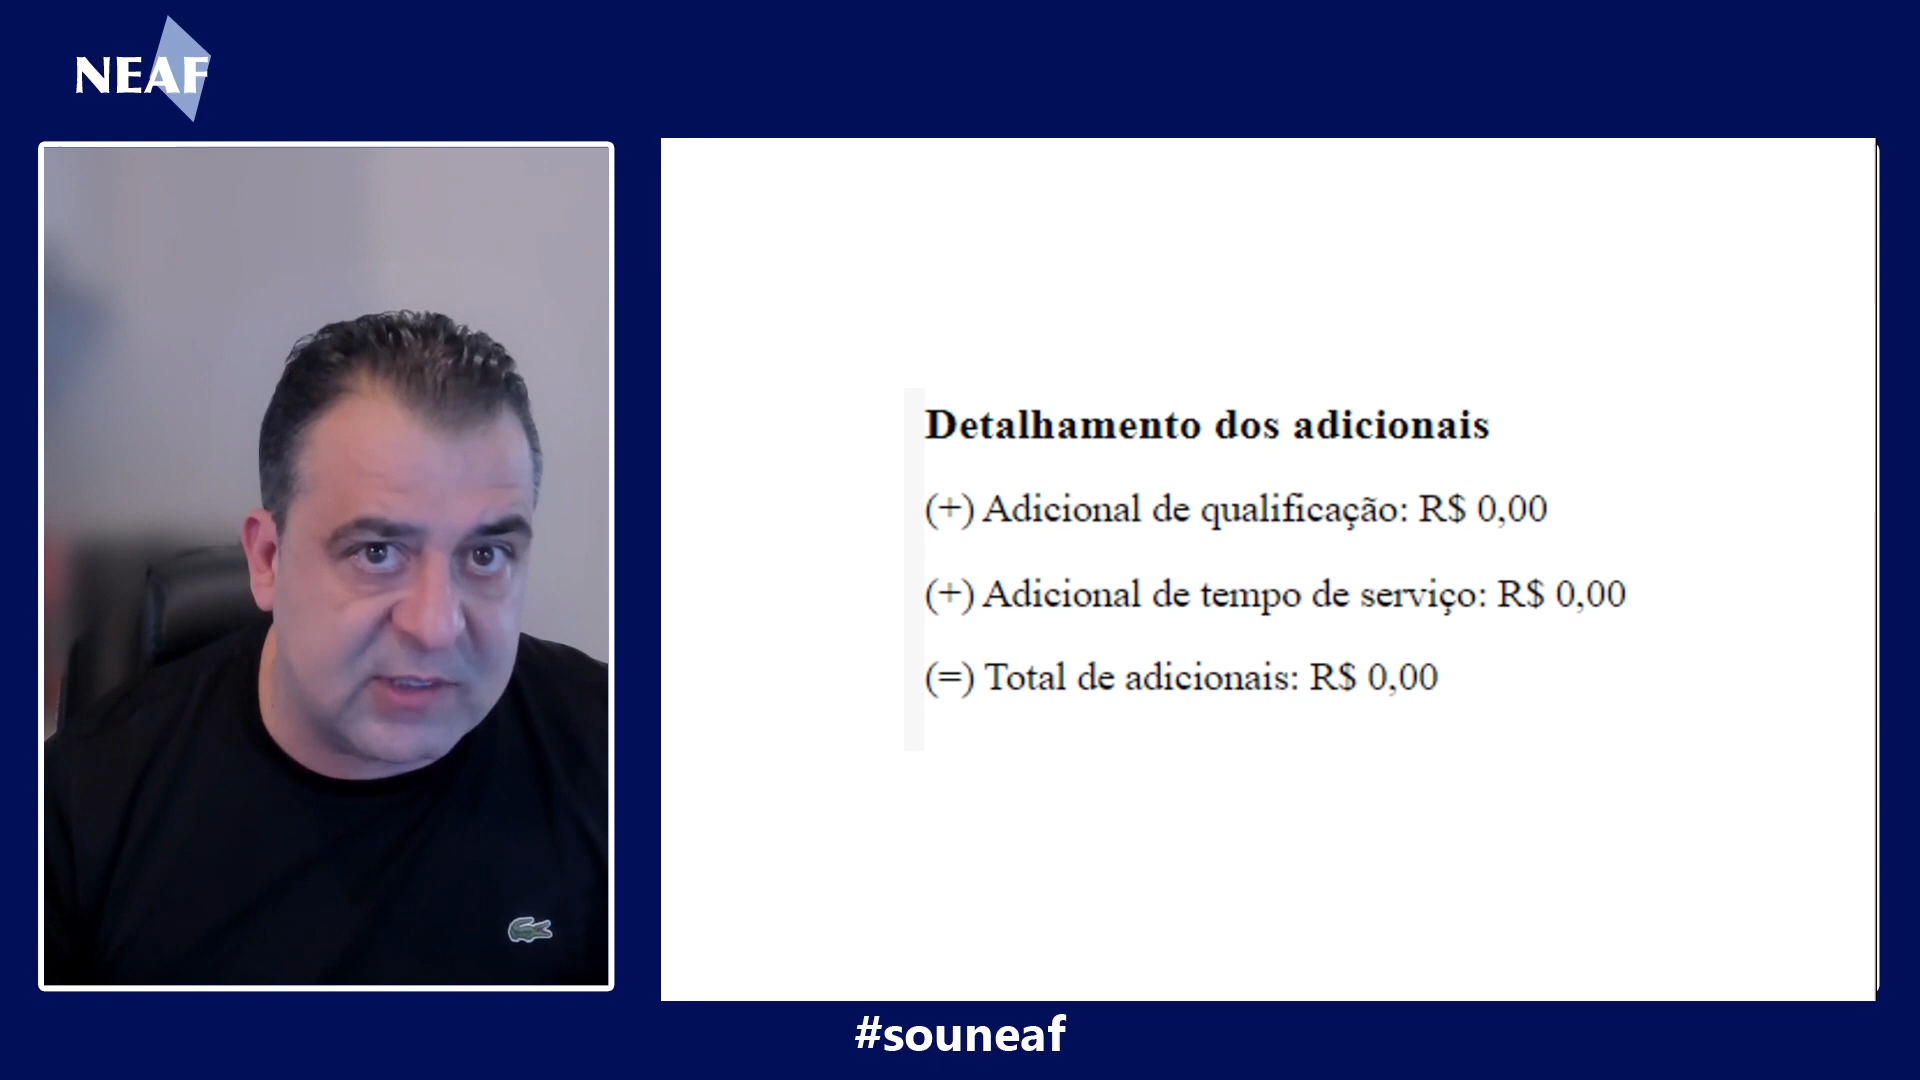 NEAF
Detalhamento dos adicionais
(+) Adicional de qualificação: R$ 0,00
(+) Adicional de tempo de serviço: R$ 0,00
(=) Total de adicionais: R$ 0,00
#souneaf